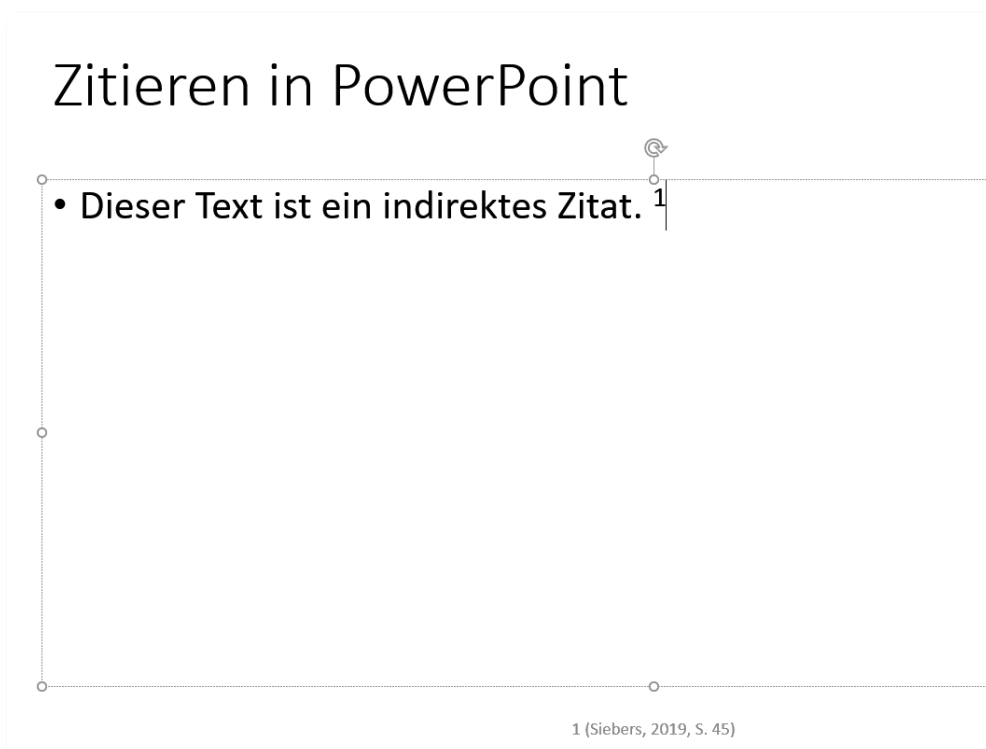 Zitieren in PowerPoint
• Dieser Text ist ein indirektes Zitat. ¹
1 (Siebers, 2019, S. 45)